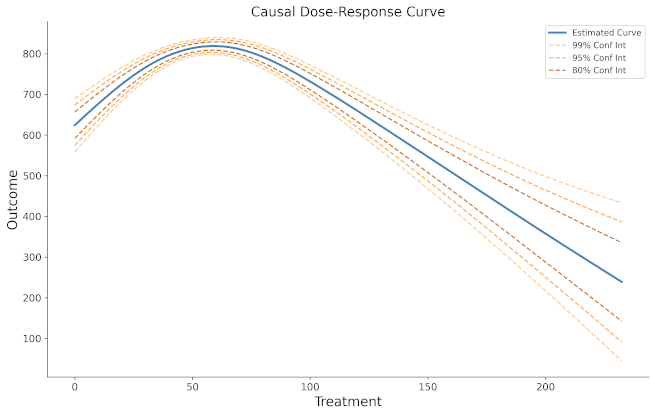 Causal Dose-Response Curve
Estimated Curve
99% Conf Int
95% Conf Int
80% Conf Int
800
700
600
500
400
300
200
100
Outcome
0 50 100 150 200
Treatment